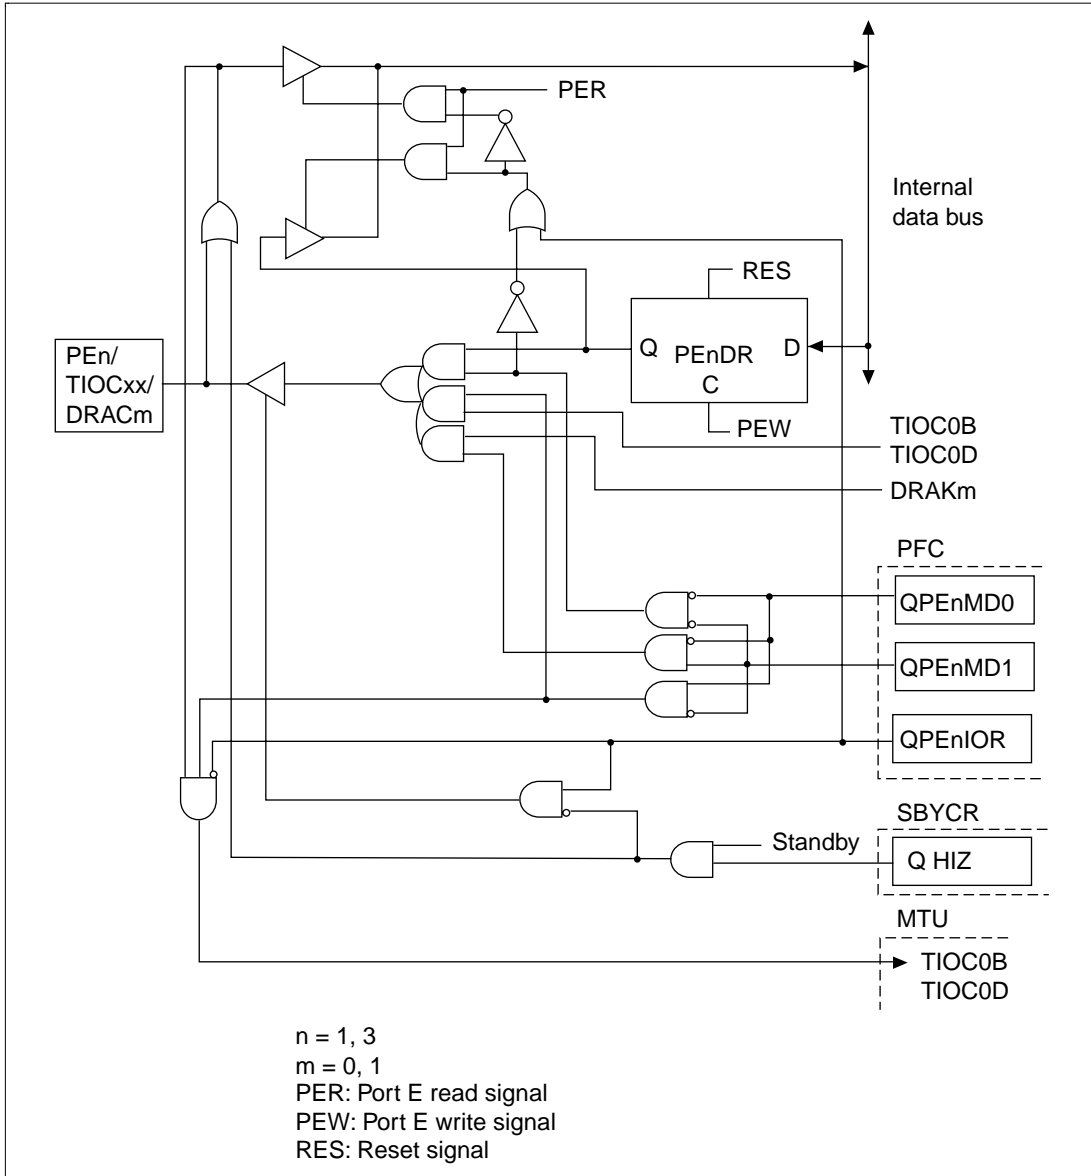 PER
Internal
data bus
RES
Q PEnDR D
C
PEn/
TIOCxx/
DRACm
PEW
TIOC0B
TIOC0D
DRAKm
PFC
QPEnMD0
QPEnMD1
QPEnIOR
SBYCR
Standby
Q HIZ
MTU
TIOC0B
TIOC0D
n = 1, 3
m = 0, 1
PER: Port E read signal
PEW: Port E write signal
RES: Reset signal